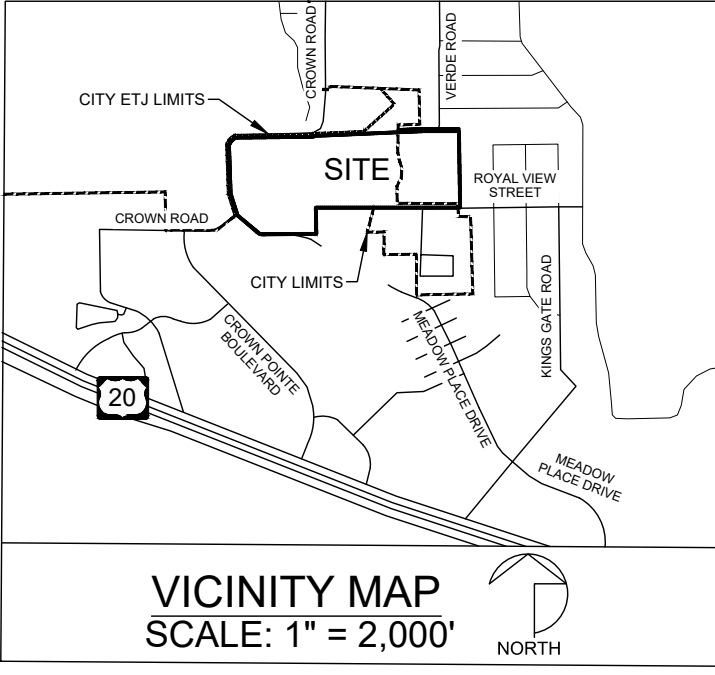 CROWN ROAD
VERDE ROAD
CITY ETJ LIMITS
SITE
ROYAL VIEW
STREET
CROWN ROAD
CITY LIMITS
KINGS GATE ROAD
CROWN POINTE
BOULEVARD
MEADOW PLACE DRIVE
20
MEADOW
PLACE DRIVE
VICINITY MAP
SCALE: 1" = 2,000'
NORTH